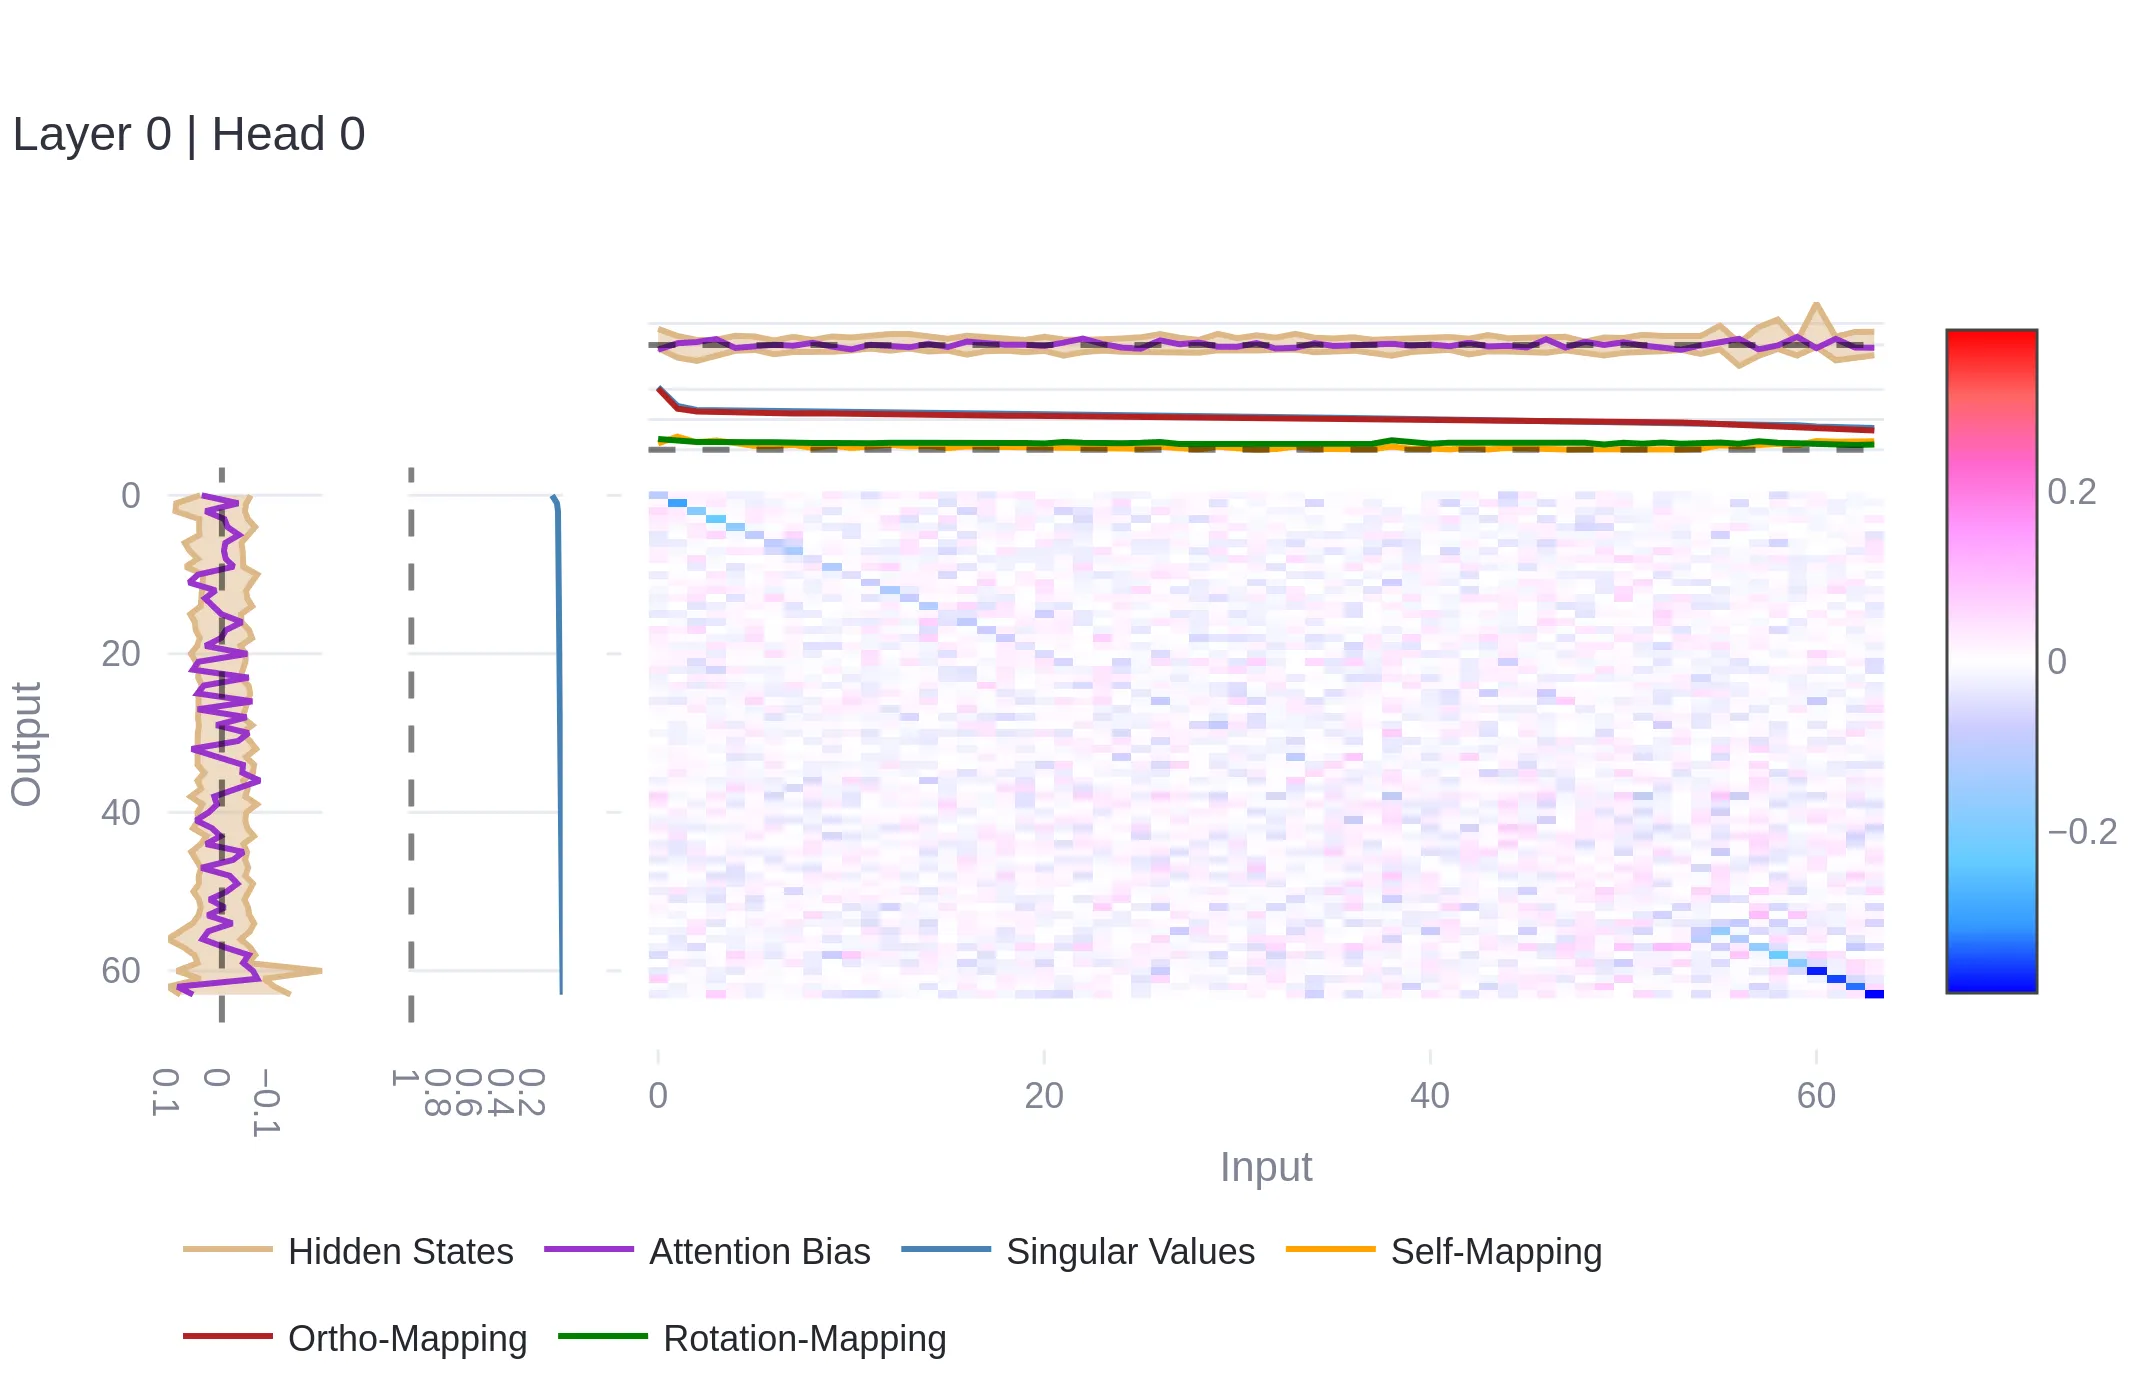 Layer 0 | Head 0
0.2
0
−0.2
0
20
40
60
Output
0.1
0
−0.1
1
0.8
0.6
0.4
0.2
0
20
40
60
Input
Hidden States
Attention Bias
Singular Values
Self-Mapping
Ortho-Mapping
Rotation-Mapping